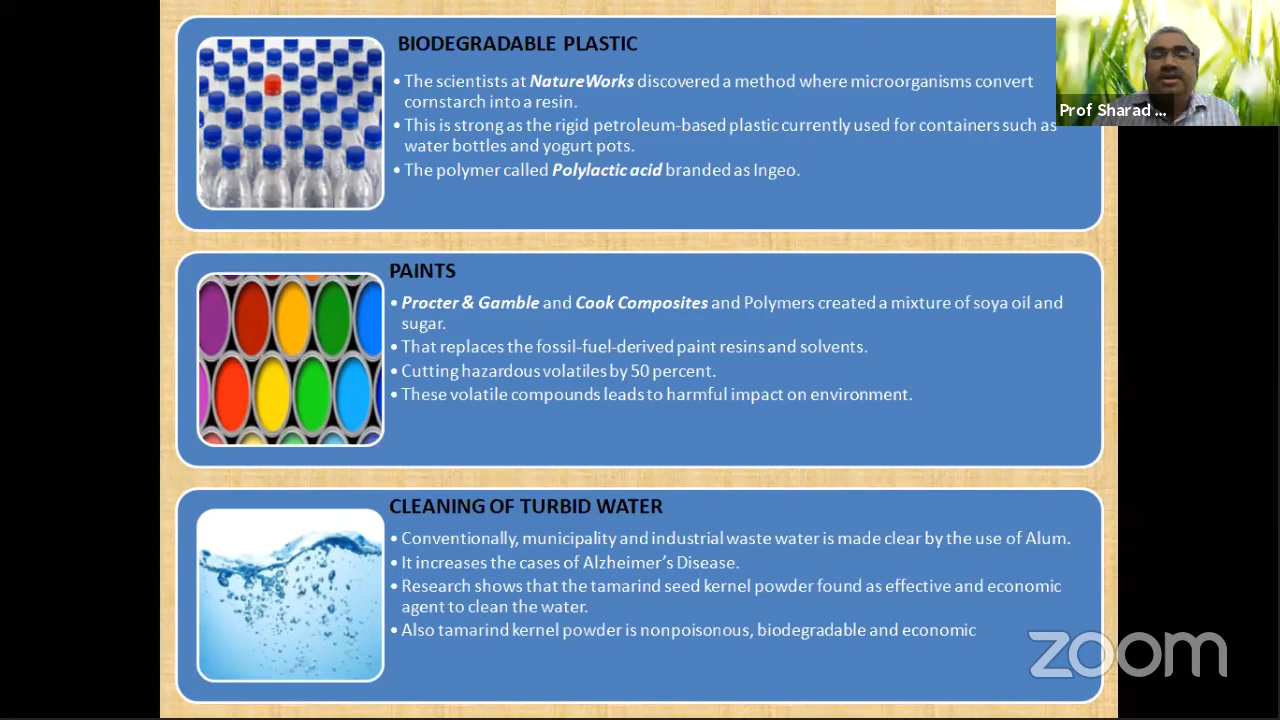 BIODEGRADABLE PLASTIC
• The scientists at NatureWorks discovered a method where microorganisms convert
cornstarch into a resin.
• This is strong as the rigid petroleum-based plastic currently used for containers such as
water bottles and yogurt pots.
• The polymer called Polylactic acid branded as Ingeo.
Prof Sharad ...
PAINTS
• Procter & Gamble and Cook Composites and Polymers created a mixture of soya oil and
sugar.
• That replaces the fossil-fuel-derived paint resins and solvents.
• Cutting hazardous volatiles by 50 percent.
• These volatile compounds leads to harmful impact on environment.
CLEANING OF TURBID WATER
• Conventionally, municipality and industrial waste water is made clear by the use of Alum.
• It increases the cases of Alzheimer’s Disease.
• Research shows that the tamarind seed kernel powder found as effective and economic
agent to clean the water.
• Also tamarind kernel powder is nonpoisonous, biodegradable and economic
zoom